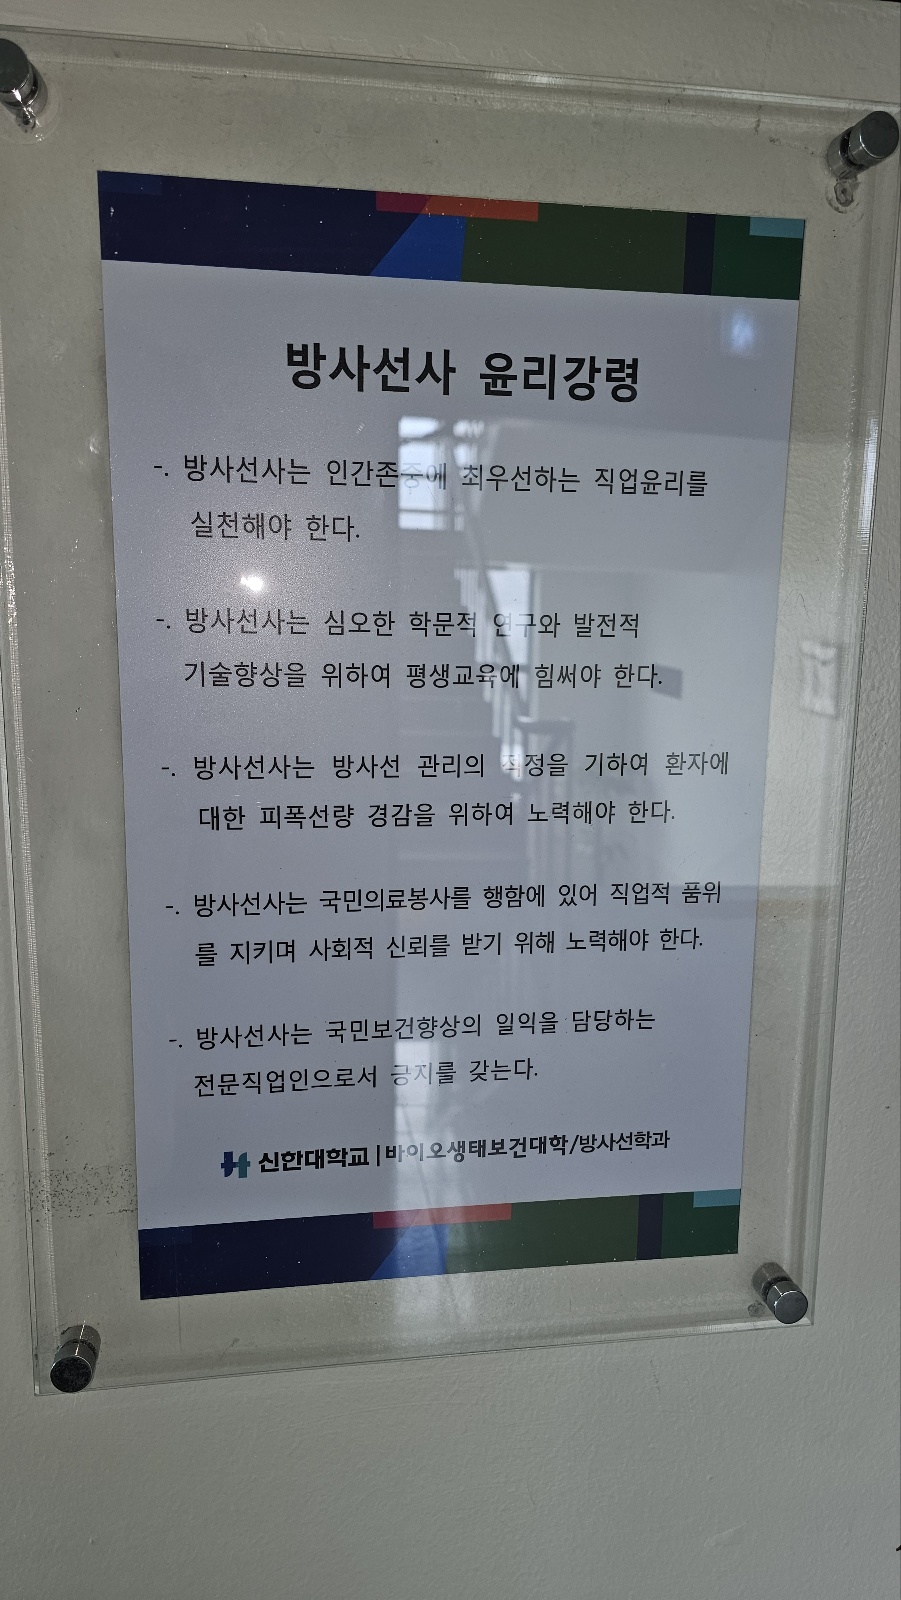 방사선사 윤리강령
-. 방사선사는 인간존중에 최우선하는 직업윤리를
실천해야 한다.
-. 방사선사는 심오한 학문적 연구와 발전적
기술향상을 위하여 평생교육에 힘써야 한다.
-. 방사선사는 방사선 관리의 적정을 기하여 환자에
대한 피폭선량 경감을 위하여 노력해야 한다.
-. 방사선사는 국민의료봉사를 행함에 있어 직업적 품위
를 지키며 사회적 신뢰를 받기 위해 노력해야 한다.
-. 방사선사는 국민보건향상의 일익을 담당하는
전문직업인으로서 긍지를 갖는다.
신한대학교 | 바이오생태보건대학/방사선학과